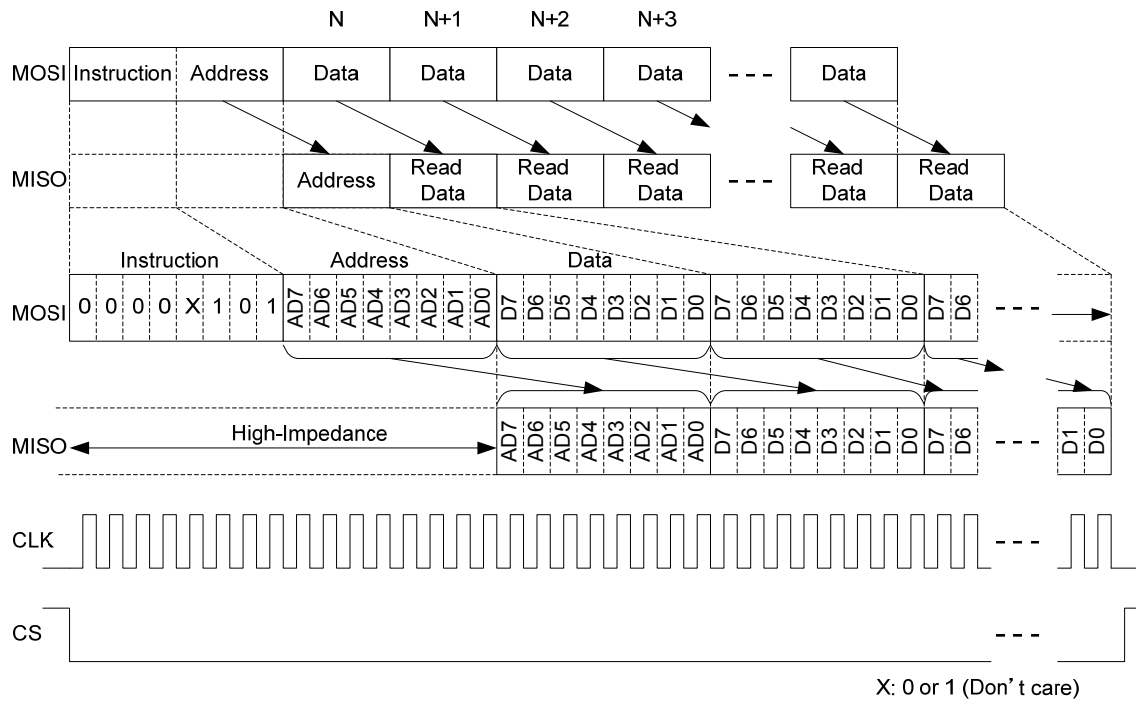 N N+1 N+2 N+3
MOSI Instruction Address Data Data Data Data Data
MISO Address Read Data Read Data Read Data Read Data Read Data
Instruction Address Data
MOSI 0 0 0 0 X 1 0 1 AD7 AD6 AD5 AD4 AD3 AD2 AD1 AD0 D7 D6 D5 D4 D3 D2 D1 D0 D7 D6 D5 D4 D3 D2 D1 D0 D7 D6
MISO High-Impedance AD7 AD6 AD5 AD4 AD3 AD2 AD1 AD0 D7 D6 D5 D4 D3 D2 D1 D0 D7 D6 D1 D0
CLK
CS
X: 0 or 1 (Don’t care)